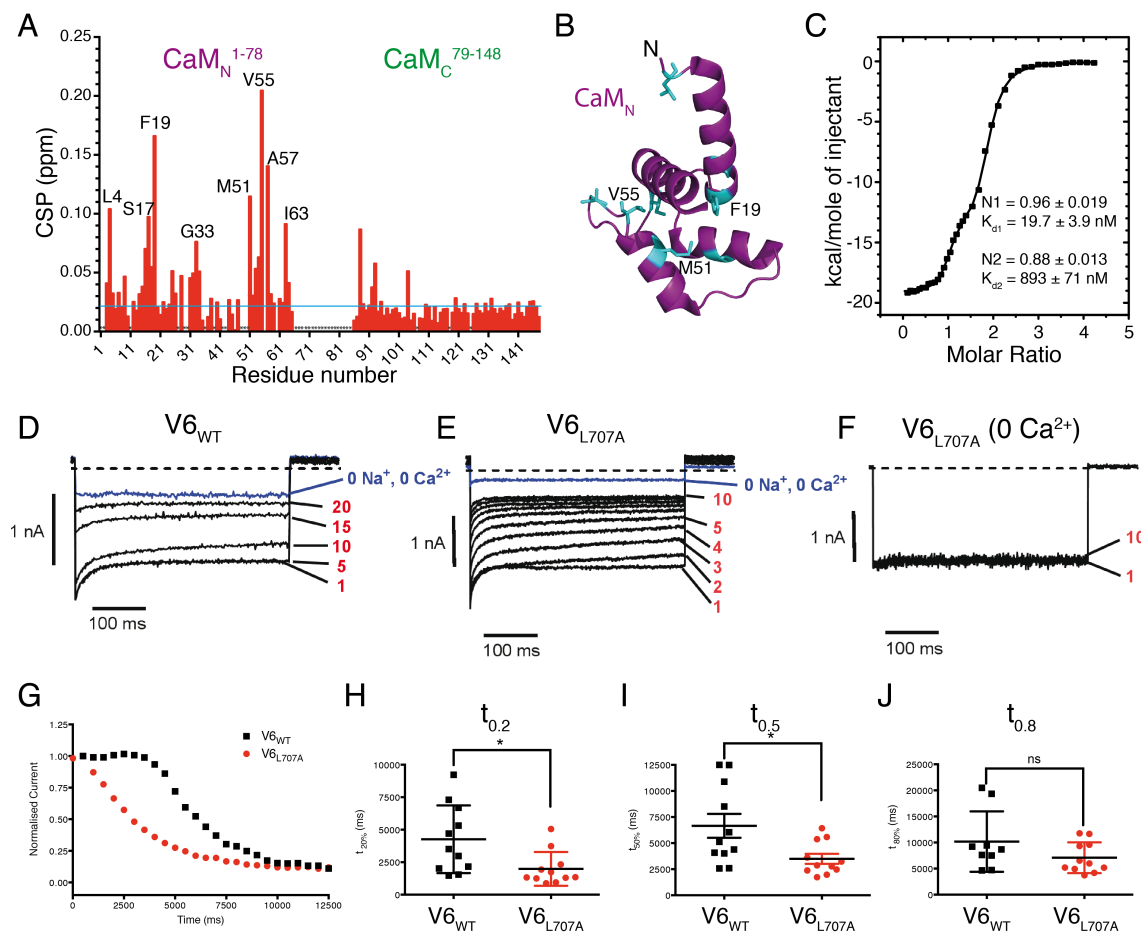 A
CaM_N^1-78
CaM_C^79-148
CSP (ppm)
0.25
0.20
0.15
0.10
0.05
0.00
L4
S17
F19
G33
M51
V55
A57
I63
1 11 21 31 41 51 61 71 81 91 101 111 121 131 141
Residue number
B
N
CaM_N
V55
F19
M51
C
kcal/mole of injectant
0
-5
-10
-15
-20
N1 = 0.96 ± 0.019
K_d1 = 19.7 ± 3.9 nM
N2 = 0.88 ± 0.013
K_d2 = 893 ± 71 nM
0 1 2 3 4 5
Molar Ratio
D
V6_WT
0 Na⁺, 0 Ca²⁺
20
15
10
5
1
1 nA
100 ms
E
V6_L707A
0 Na⁺, 0 Ca²⁺
10
5
4
3
2
1
1 nA
100 ms
F
V6_L707A (0 Ca²⁺)
10
1
1 nA
100 ms
G
Normalised Current
1.25
1.00
0.75
0.50
0.25
0.00
V6_WT
V6_L707A
0 2500 5000 7500 10000 12500
Time (ms)
H
t_0.2
*
t_20% (ms)
10000
7500
5000
2500
0
V6_WT V6_L707A
I
t_0.5
*
t_50% (ms)
12500
10000
7500
5000
2500
0
V6_WT V6_L707A
J
t_0.8
ns
t_80% (ms)
25000
20000
15000
10000
5000
0
V6_WT V6_L707A